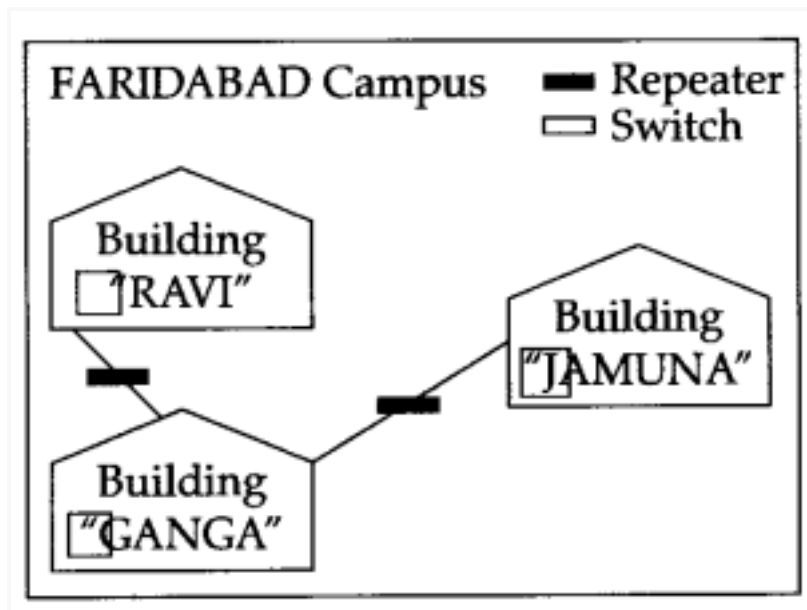 FARIDABAD Campus
Repeater
Switch
Building
"RAVI"
Building
"JAMUNA"
Building
"GANGA"